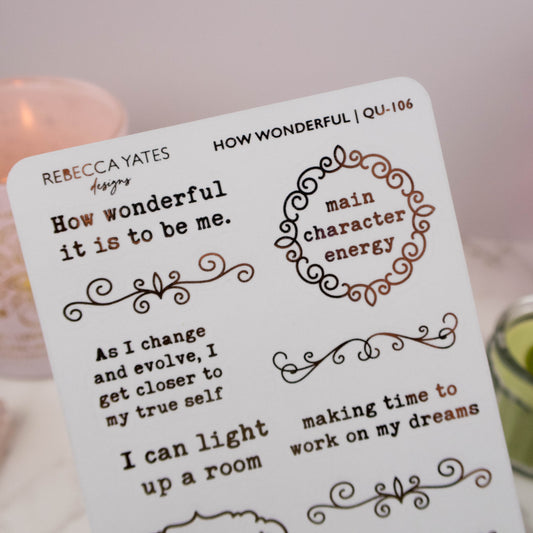 REBECCA YATES
designs
HOW WONDERFUL | QU-106
How wonderful
it is to be me.
main
character
energy
As I change
and evolve, I
get closer to
my true self
making time to
work on my dreams
I can light
up a room